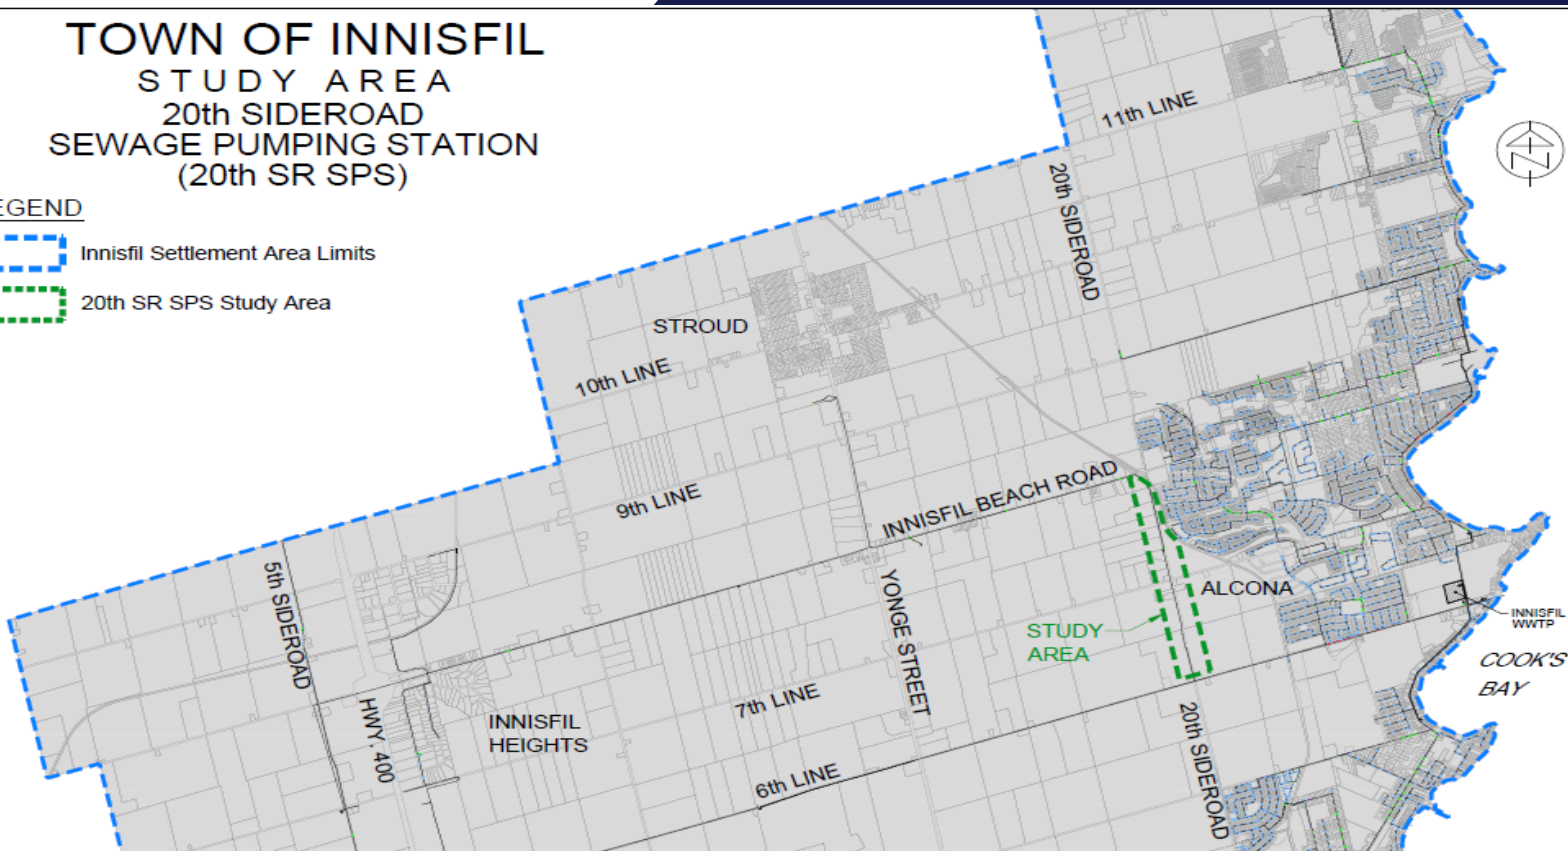 TOWN OF INNISFIL
STUDY AREA
20th SIDEROAD
SEWAGE PUMPING STATION
(20th SR SPS)
EGEND
Innisfil Settlement Area Limits
20th SR SPS Study Area
11th LINE
20th SIDEROAD
N
STROUD
10th LINE
9th LINE
INNISFIL BEACH ROAD
5th SIDEROAD
YONGE STREET
ALCONA
INNISFIL
WWTP
STUDY
AREA
COOK'S
BAY
7th LINE
HWY. 400
INNISFIL
HEIGHTS
20th SIDEROAD
6th LINE